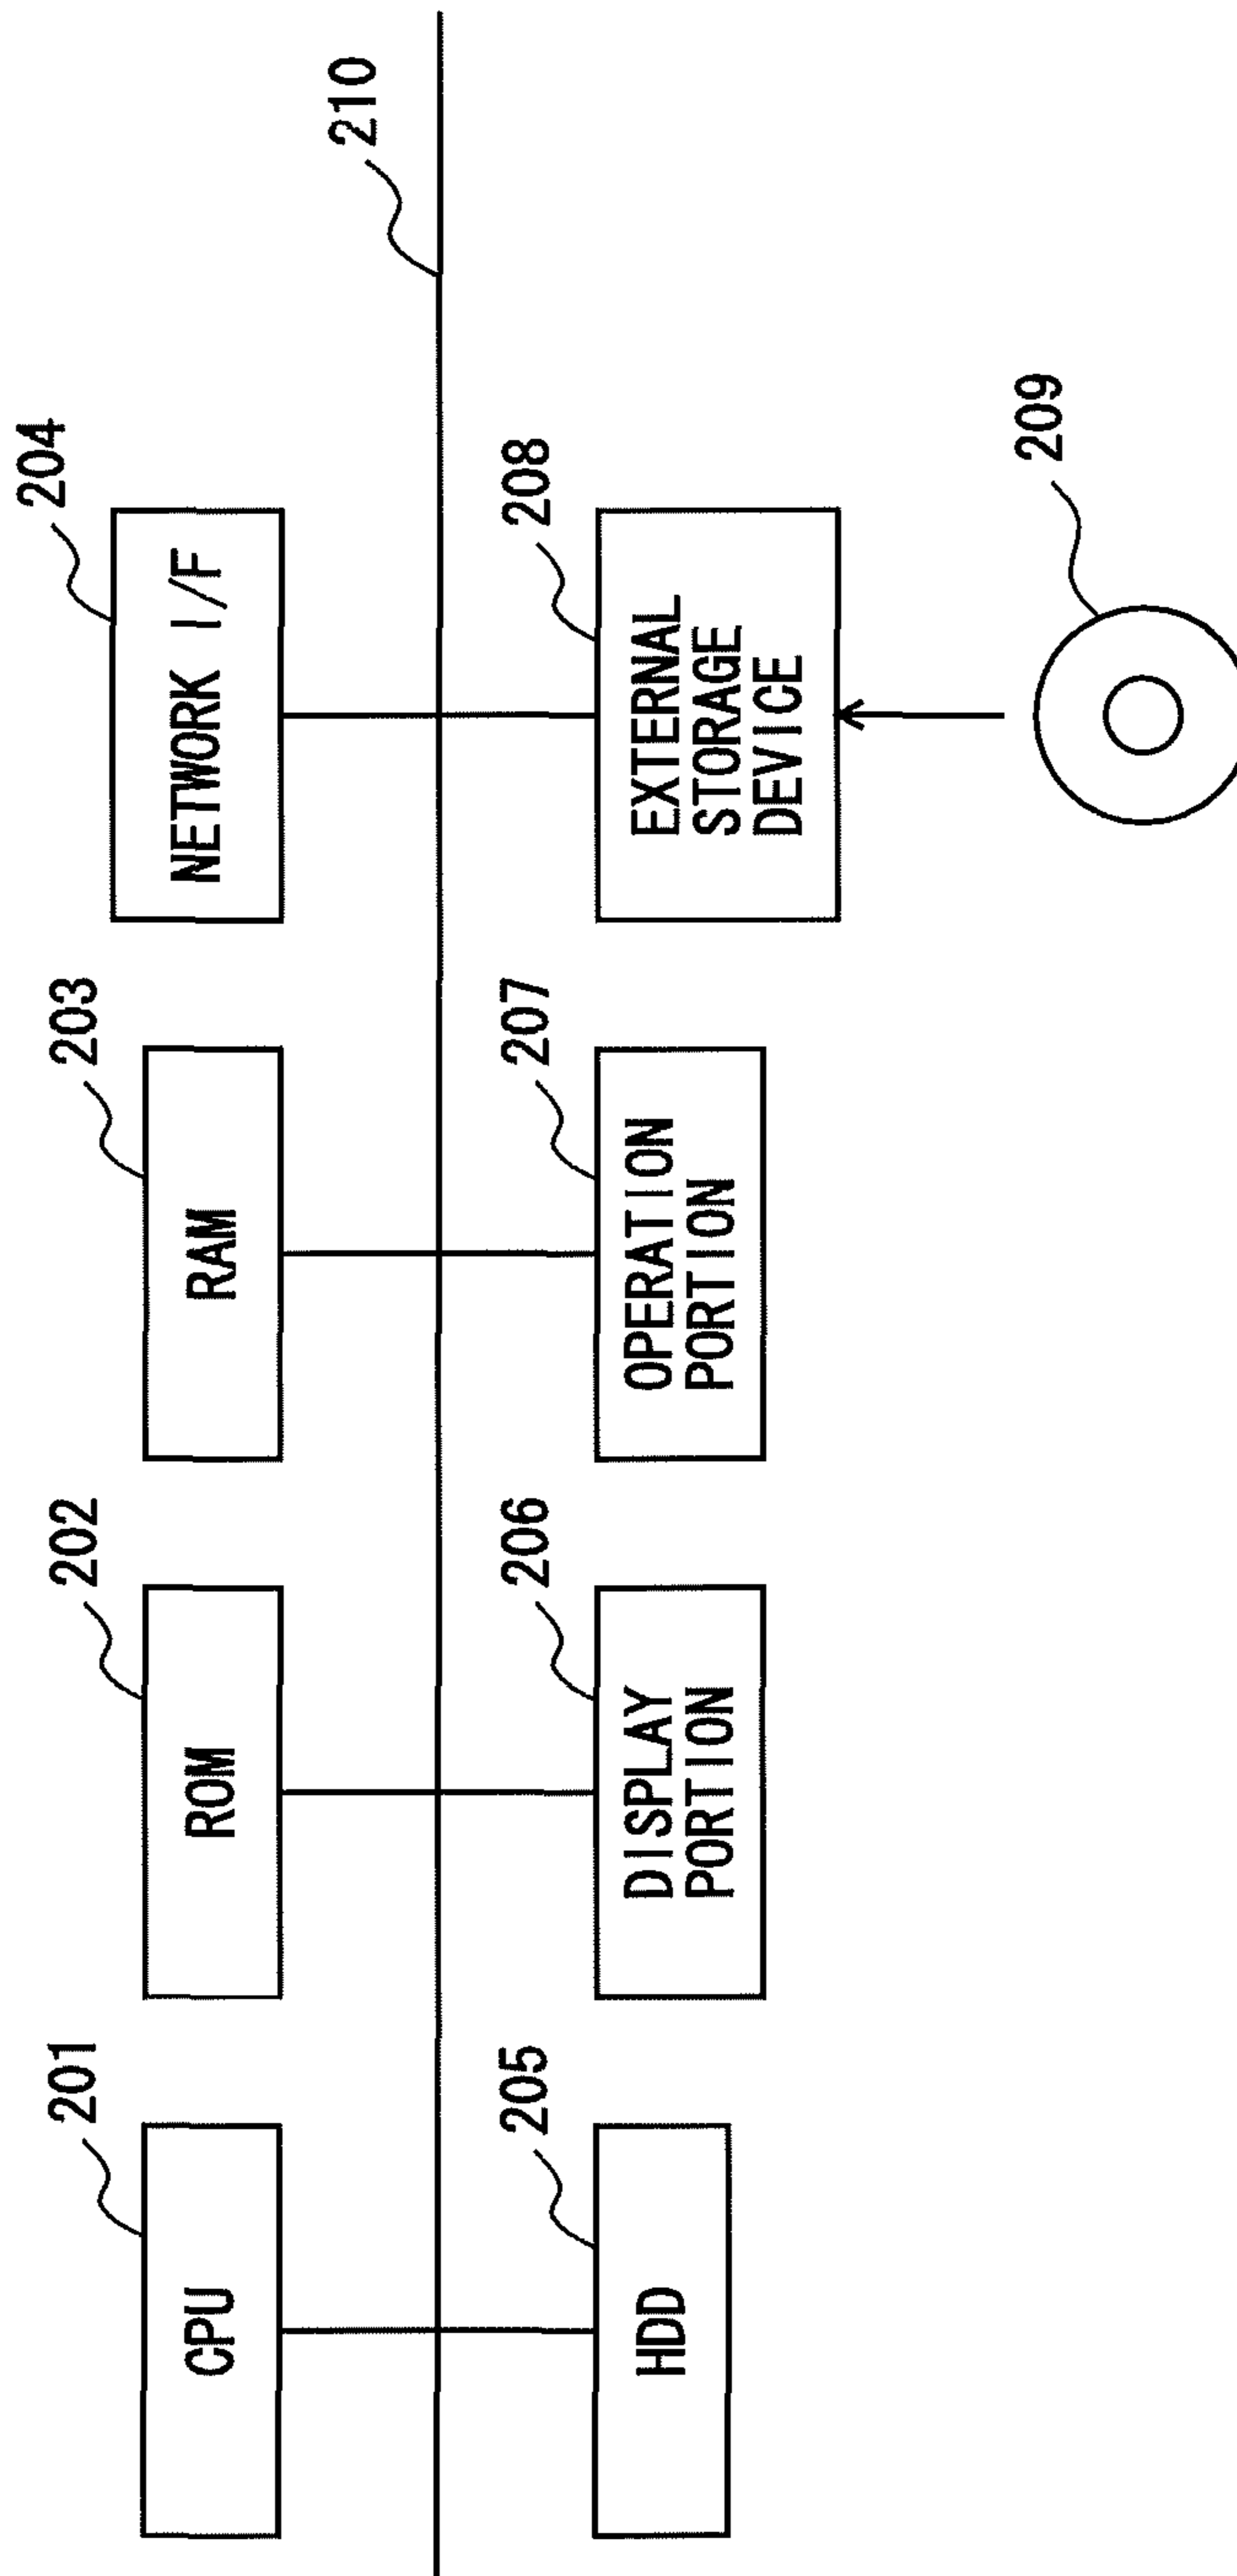 201
CPU
202
ROM
203
RAM
204
NETWORK I/F
210
205
HDD
206
DISPLAY
PORTION
207
OPERATION
PORTION
208
EXTERNAL
STORAGE
DEVICE
209